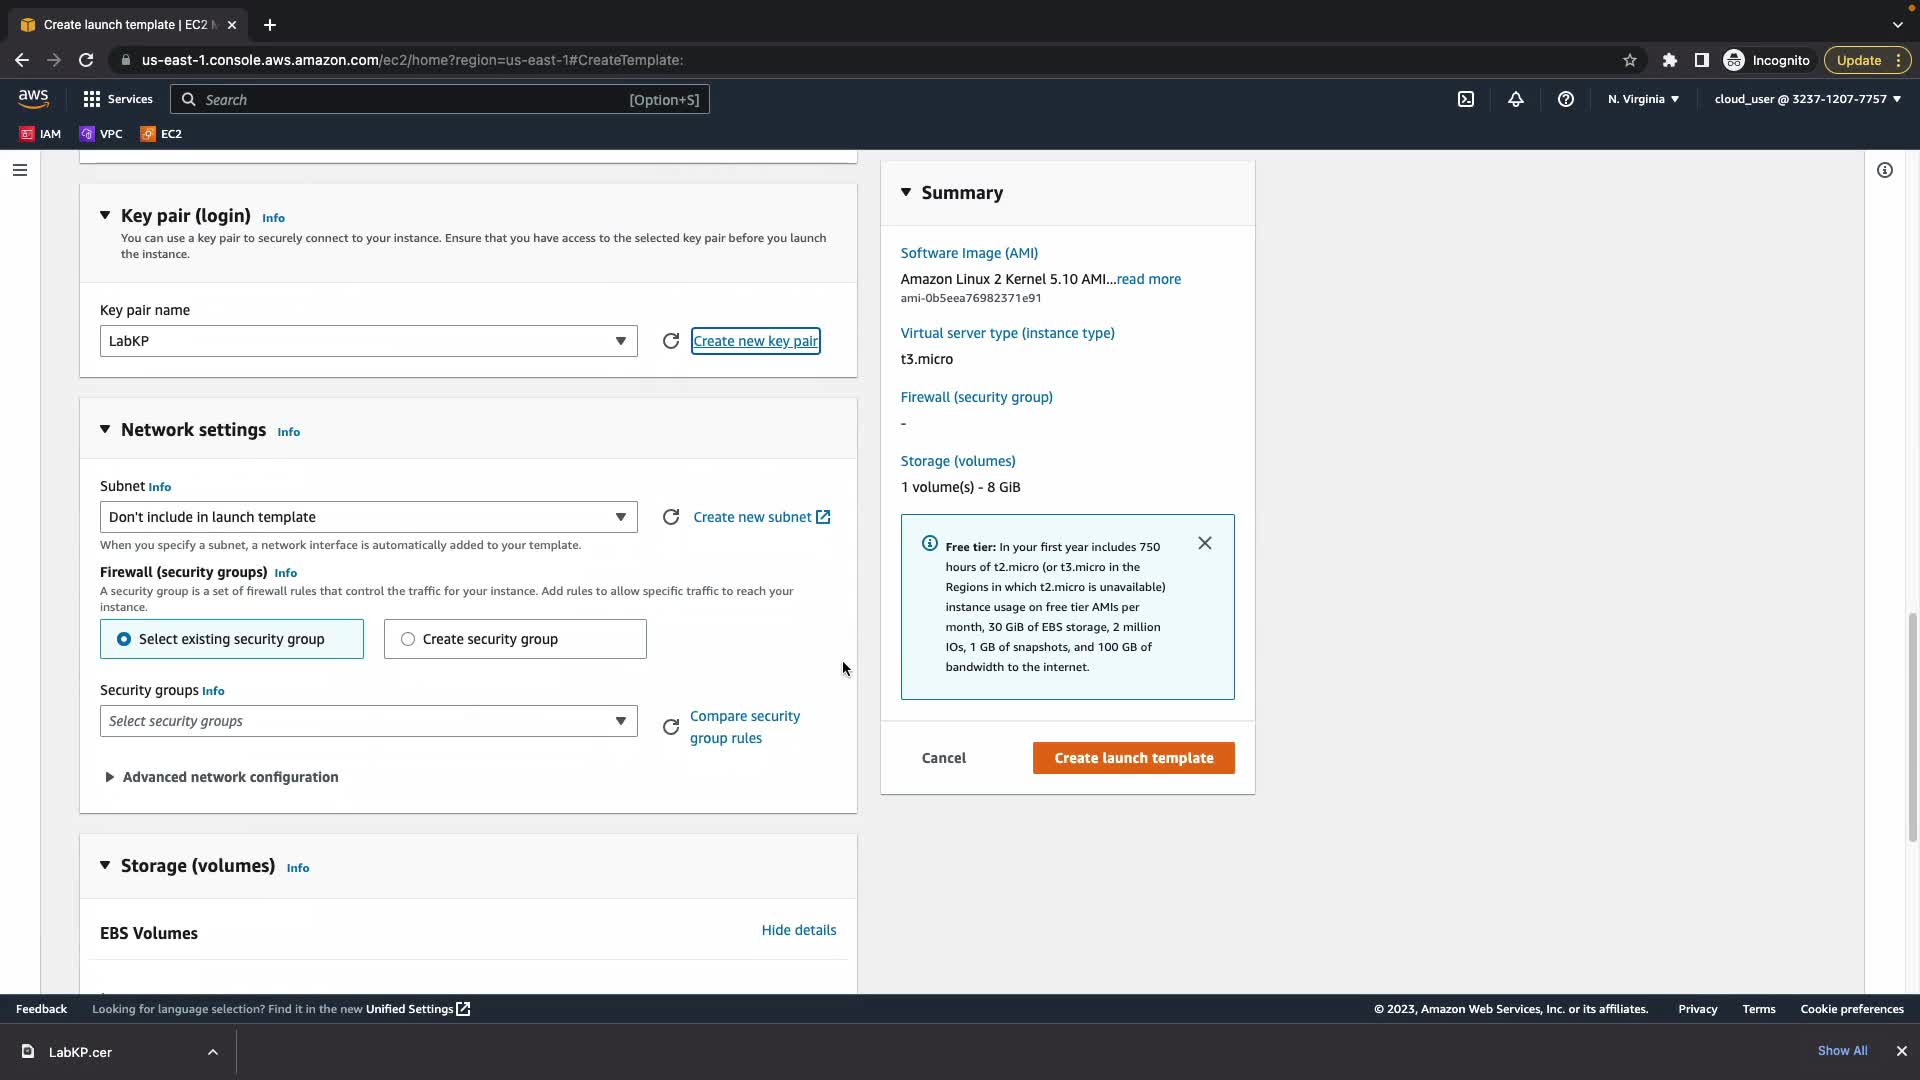 Create launch template | EC2 M
us-east-1.console.aws.amazon.com/ec2/home?region=us-east-1#CreateTemplate:
Incognito
Update
aws
Services
Search
[Option+S]
N. Virginia
cloud_user @ 3237-1207-7757
IAM
VPC
EC2
Key pair (login) Info
You can use a key pair to securely connect to your instance. Ensure that you have access to the selected key pair before you launch
the instance.
Key pair name
LabKP
Create new key pair
Network settings Info
Subnet Info
Don't include in launch template
Create new subnet
When you specify a subnet, a network interface is automatically added to your template.
Firewall (security groups) Info
A security group is a set of firewall rules that control the traffic for your instance. Add rules to allow specific traffic to reach your
instance.
Select existing security group
Create security group
Security groups Info
Select security groups
Compare security
group rules
Advanced network configuration
Storage (volumes) Info
EBS Volumes
Hide details
Summary
Software Image (AMI)
Amazon Linux 2 Kernel 5.10 AMI...read more
ami-0b5eea76982371e91
Virtual server type (instance type)
t3.micro
Firewall (security group)
-
Storage (volumes)
1 volume(s) - 8 GiB
Free tier: In your first year includes 750
hours of t2.micro (or t3.micro in the
Regions in which t2.micro is unavailable)
instance usage on free tier AMIs per
month, 30 GiB of EBS storage, 2 million
IOs, 1 GB of snapshots, and 100 GB of
bandwidth to the internet.
Cancel
Create launch template
Feedback
Looking for language selection? Find it in the new Unified Settings
© 2023, Amazon Web Services, Inc. or its affiliates.
Privacy
Terms
Cookie preferences
LabKP.cer
Show All